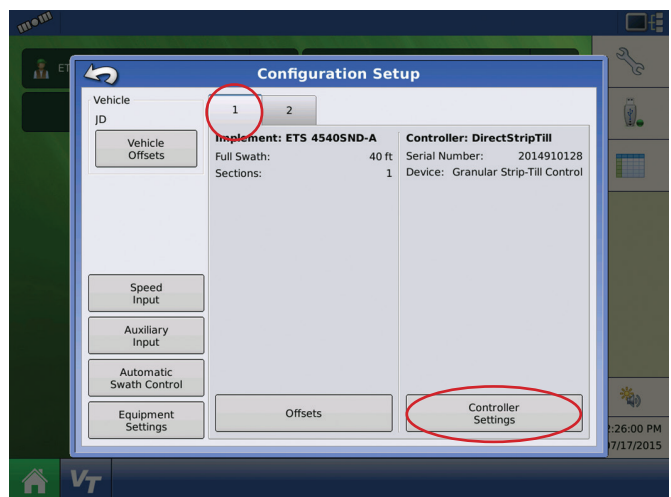 Configuration Setup
ET
Vehicle
JD
Vehicle
Offsets
Speed
Input
Auxiliary
Input
Automatic
Swath Control
Equipment
Settings
1
2
Implement: ETS 4540SND-A
Full Swath: 40 ft
Sections: 1
Offsets
Controller: DirectStripTill
Serial Number: 2014910128
Device: Granular Strip-Till Control
Controller
Settings
:26:00 PM
07/17/2015
VT